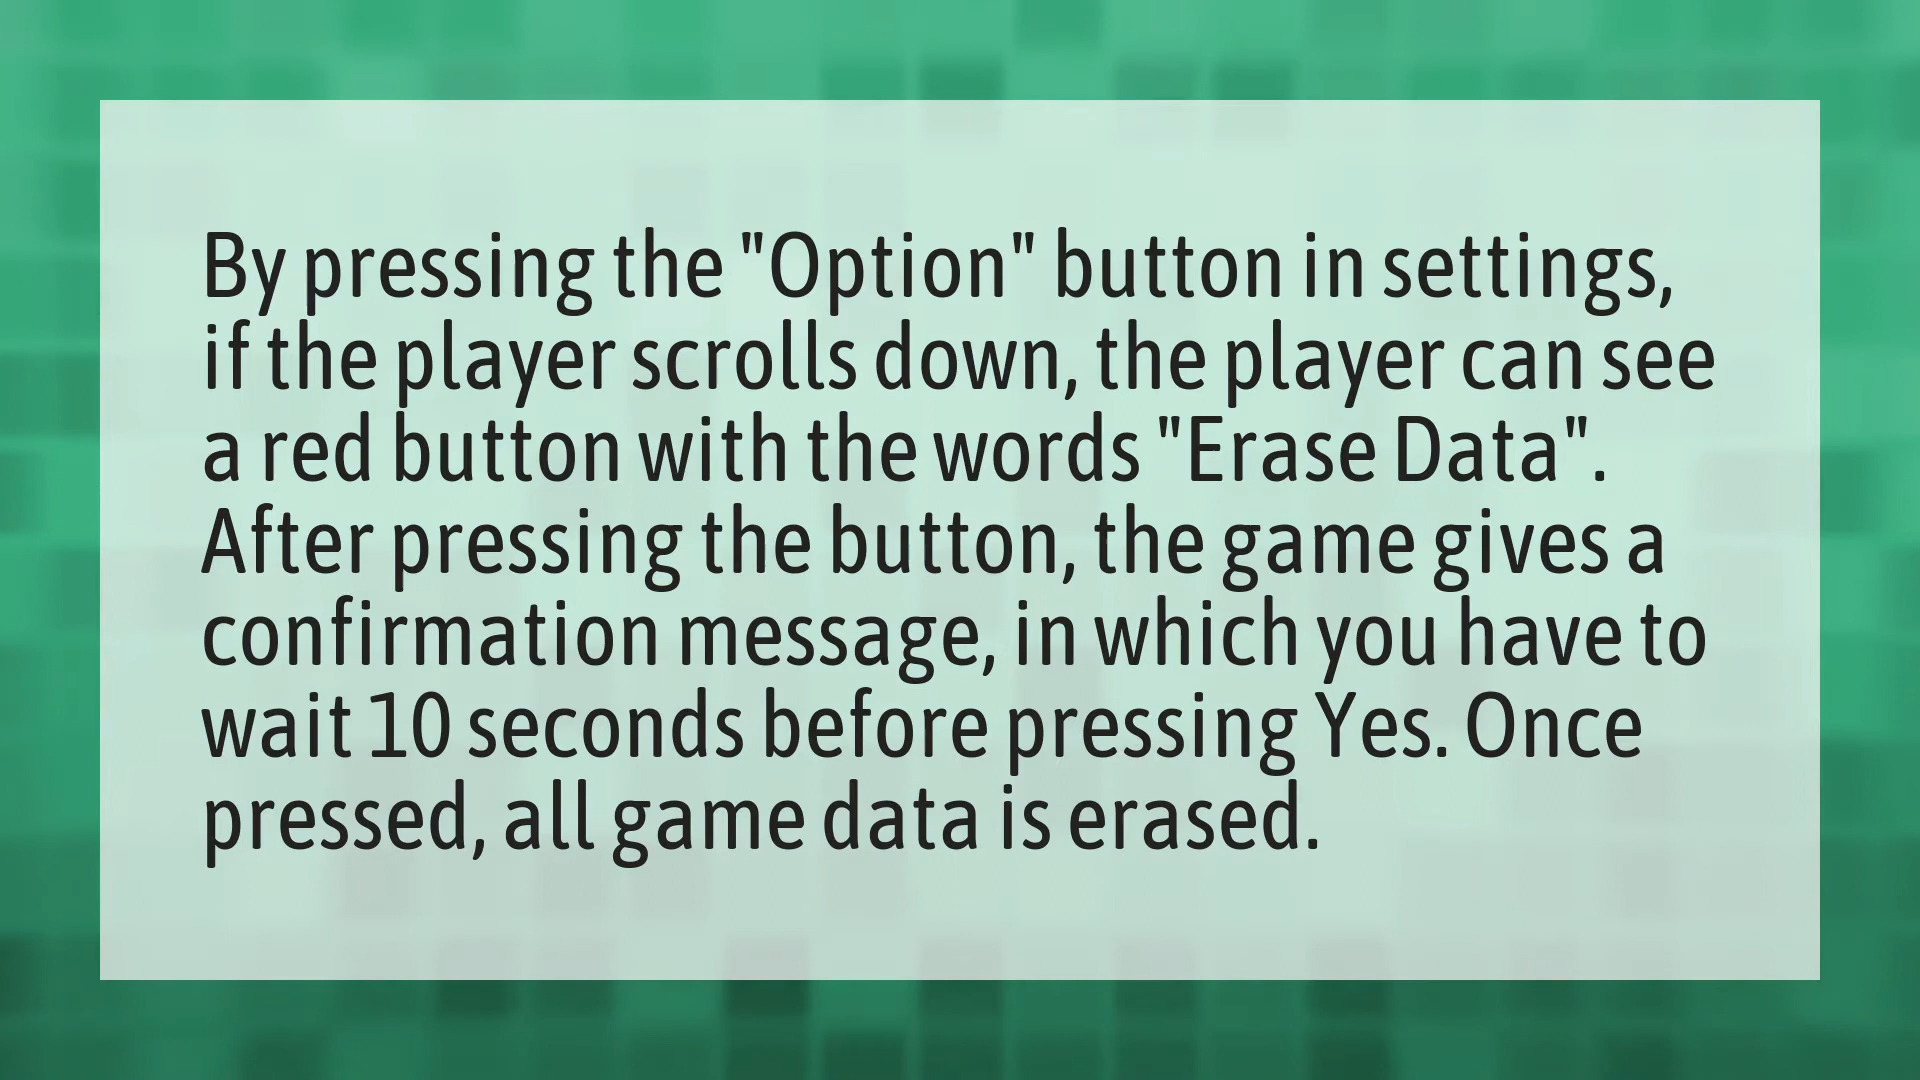 By pressing the "Option" button in settings,
if the player scrolls down, the player can see
a red button with the words "Erase Data".
After pressing the button, the game gives a
confirmation message, in which you have to
wait 10 seconds before pressing Yes. Once
pressed, all game data is erased.